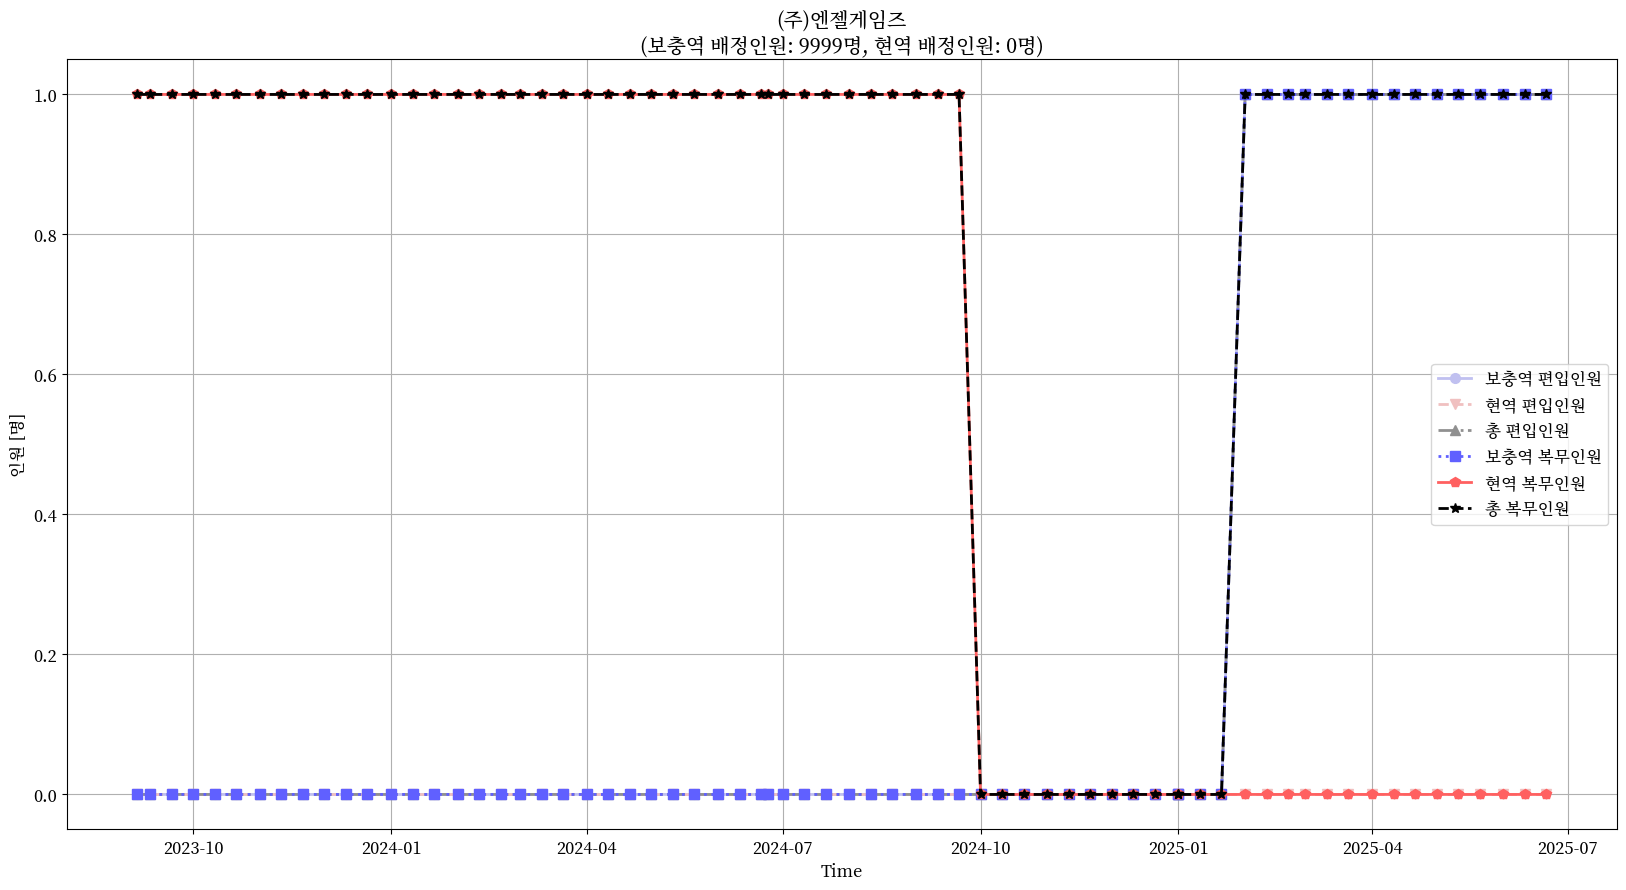 (주)엔젤게임즈
(보충역 배정인원: 9999명, 현역 배정인원: 0명)
1.0
0.8
0.6
0.4
0.2
0.0
인원 [명]
보충역 편입인원
현역 편입인원
총 편입인원
보충역 복무인원
현역 복무인원
총 복무인원
2023-10 2024-01 2024-04 2024-07 2024-10 2025-01 2025-04 2025-07
Time